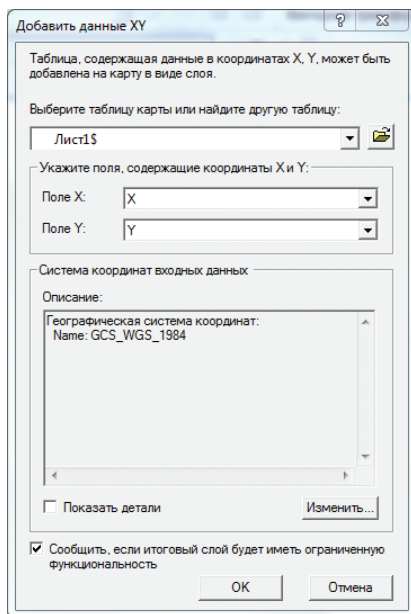 Добавить данные XY
Таблица, содержащая данные в координатах X, Y, может быть
добавлена на карту в виде слоя.
Выберите таблицу карты или найдите другую таблицу:
Лист1$
Укажите поля, содержащие координаты X и Y:
Поле X:
X
Поле Y:
Y
Система координат входных данных
Описание:
Географическая система координат:
Name: GCS_WGS_1984
Показать детали
Изменить...
Сообщить, если итоговый слой будет иметь ограниченную
функциональность
OK
Отмена